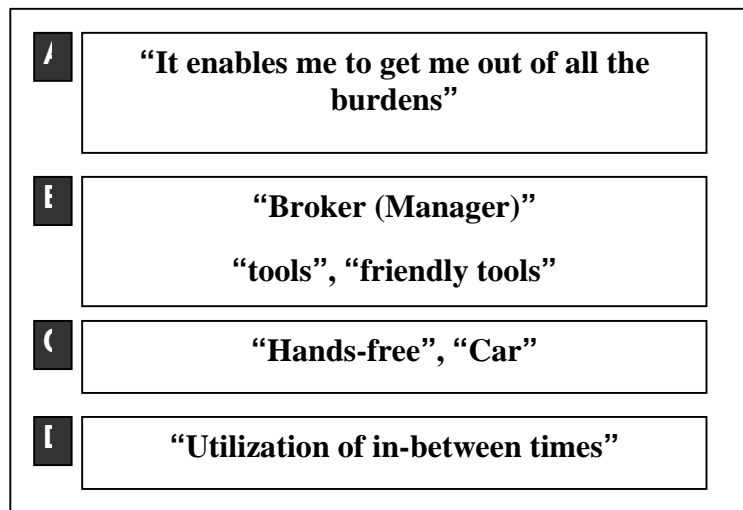 A
“It enables me to get me out of all the
burdens”
B
“Broker (Manager)”
“tools”, “friendly tools”
C
“Hands-free”, “Car”
D
“Utilization of in-between times”